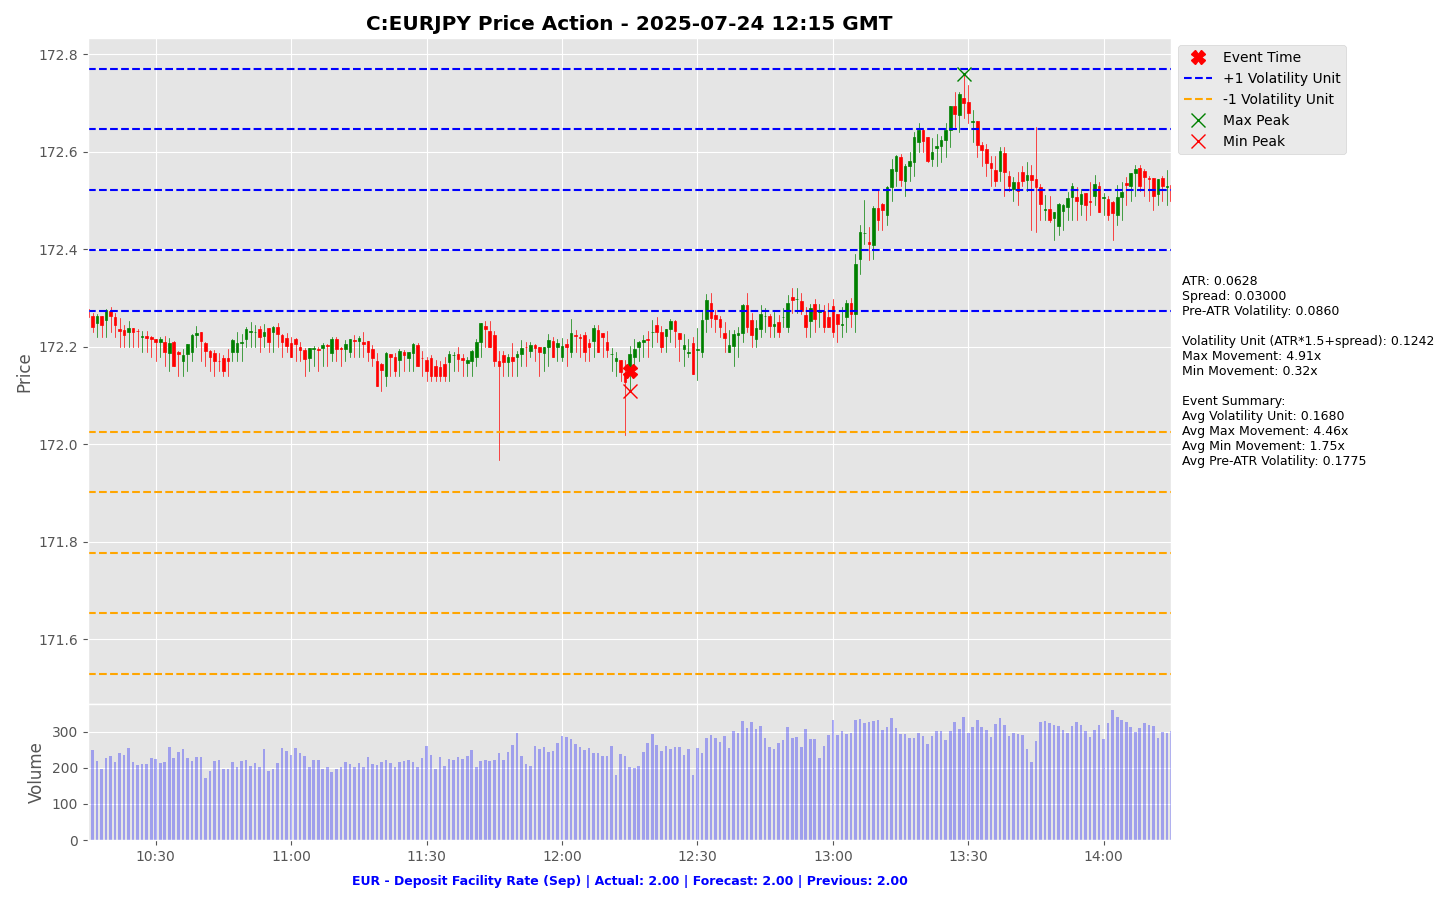 C:EURJPY Price Action - 2025-07-24 12:15 GMT
172.8
172.6
172.4
172.2
172.0
171.8
171.6
Price
Event Time
+1 Volatility Unit
-1 Volatility Unit
Max Peak
Min Peak
ATR: 0.0628
Spread: 0.03000
Pre-ATR Volatility: 0.0860
Volatility Unit (ATR*1.5+spread): 0.1242
Max Movement: 4.91x
Min Movement: 0.32x
Event Summary:
Avg Volatility Unit: 0.1680
Avg Max Movement: 4.46x
Avg Min Movement: 1.75x
Avg Pre-ATR Volatility: 0.1775
300
200
100
0
Volume
10:30 11:00 11:30 12:00 12:30 13:00 13:30 14:00
EUR - Deposit Facility Rate (Sep) | Actual: 2.00 | Forecast: 2.00 | Previous: 2.00